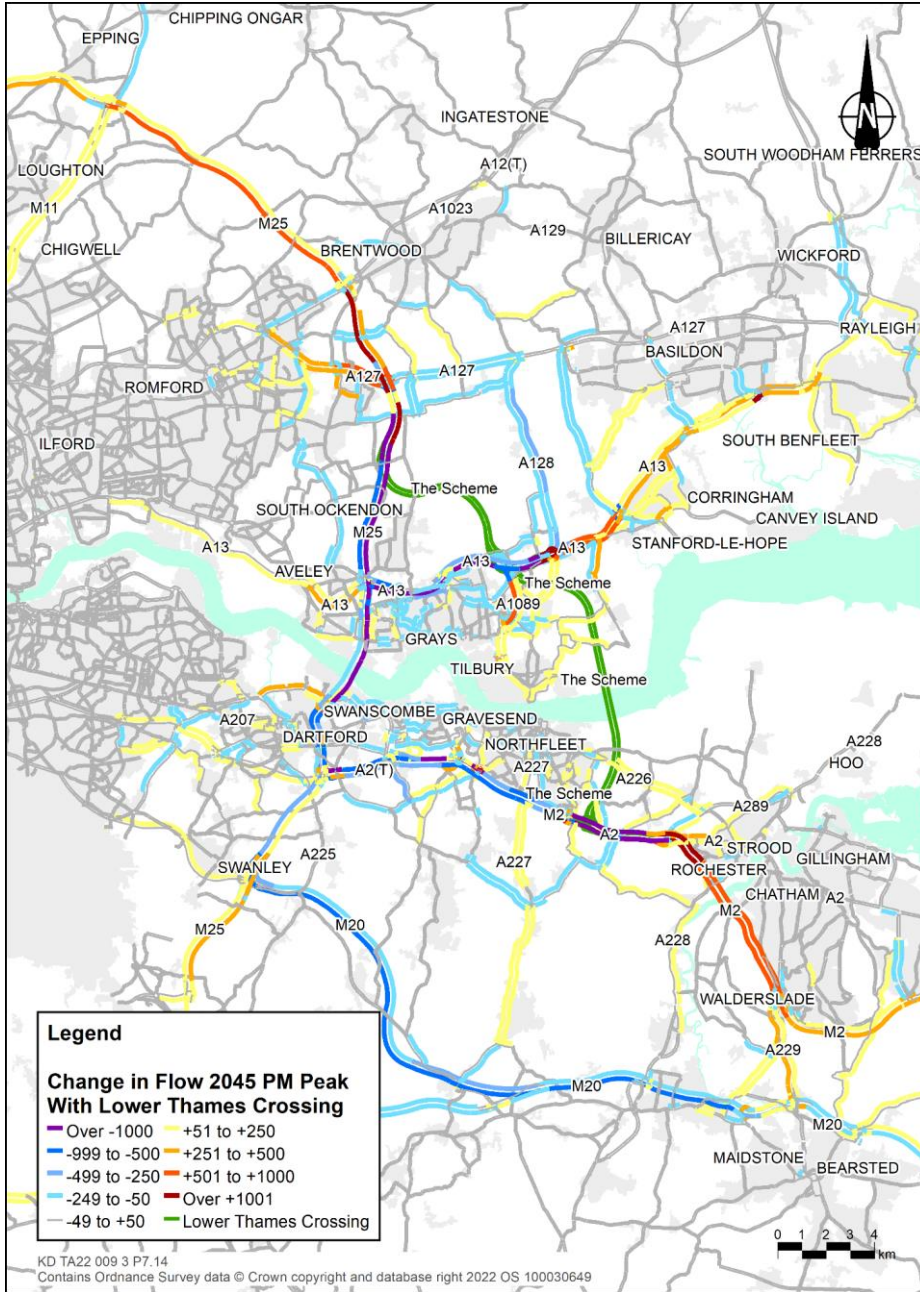 CHIPPING ONGAR
EPPING
INGATESTONE
N
LOUGHTON
A12(T)
SOUTH WOODHAM FERRERS
M11
A1023
M25
A129
CHIGWELL
BRENTWOOD
BILLERICAY
WICKFORD
A127
RAYLEIGH
BASILDON
ROMFORD
A127
A127
ILFORD
SOUTH BENFLEET
A128
A13
The Scheme
SOUTH OCKENDON
CORRINGHAM
M25
CANVEY ISLAND
A13
STANFORD-LE-HOPE
A13
A13
AVELEY
The Scheme
A13
A13
A1089
GRAYS
TILBURY
The Scheme
SWANSCOMBE
A207
GRAVESEND
DARTFORD
NORTHFLEET
A228
A2(T)
A227
A226
HOO
The Scheme
A289
M2
A2
A2
STROOD
A225
GILLINGHAM
SWANLEY
A227
ROCHESTER
CHATHAM
A2
M20
M2
M25
A228
WALDERSLADE
M2
A229
M20
M20
MAIDSTONE
BEARSTED
Legend
Change in Flow 2045 PM Peak
With Lower Thames Crossing
Over -1000
+51 to +250
-999 to -500
+251 to +500
-499 to -250
+501 to +1000
-249 to -50
Over +1001
-49 to +50
Lower Thames Crossing
0 1 2 3 4
km
KD TA22 009 3 P7.14
Contains Ordnance Survey data © Crown copyright and database right 2022 OS 100030649